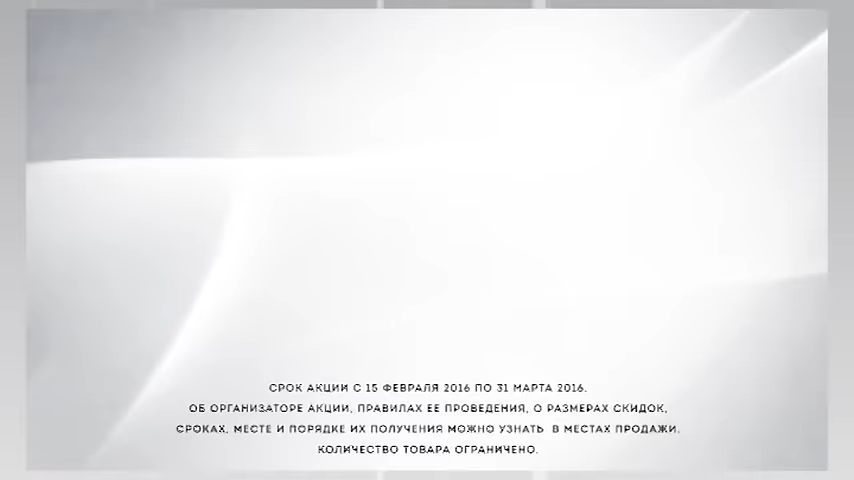 СРОК АКЦИИ С 15 ФЕВРАЛЯ 2016 ПО 31 МАРТА 2016.
ОБ ОРГАНИЗАТОРЕ АКЦИИ, ПРАВИЛАХ ЕЕ ПРОВЕДЕНИЯ, О РАЗМЕРАХ СКИДОК,
СРОКАХ, МЕСТЕ И ПОРЯДКЕ ИХ ПОЛУЧЕНИЯ МОЖНО УЗНАТЬ В МЕСТАХ ПРОДАЖИ.
КОЛИЧЕСТВО ТОВАРА ОГРАНИЧЕНО.